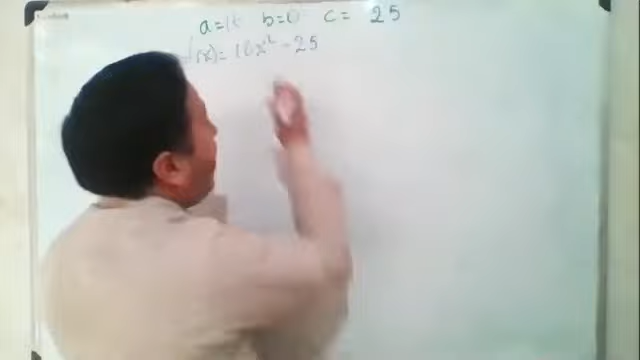 a=16 b=0 c= 25
f(x)= 16x² - 25